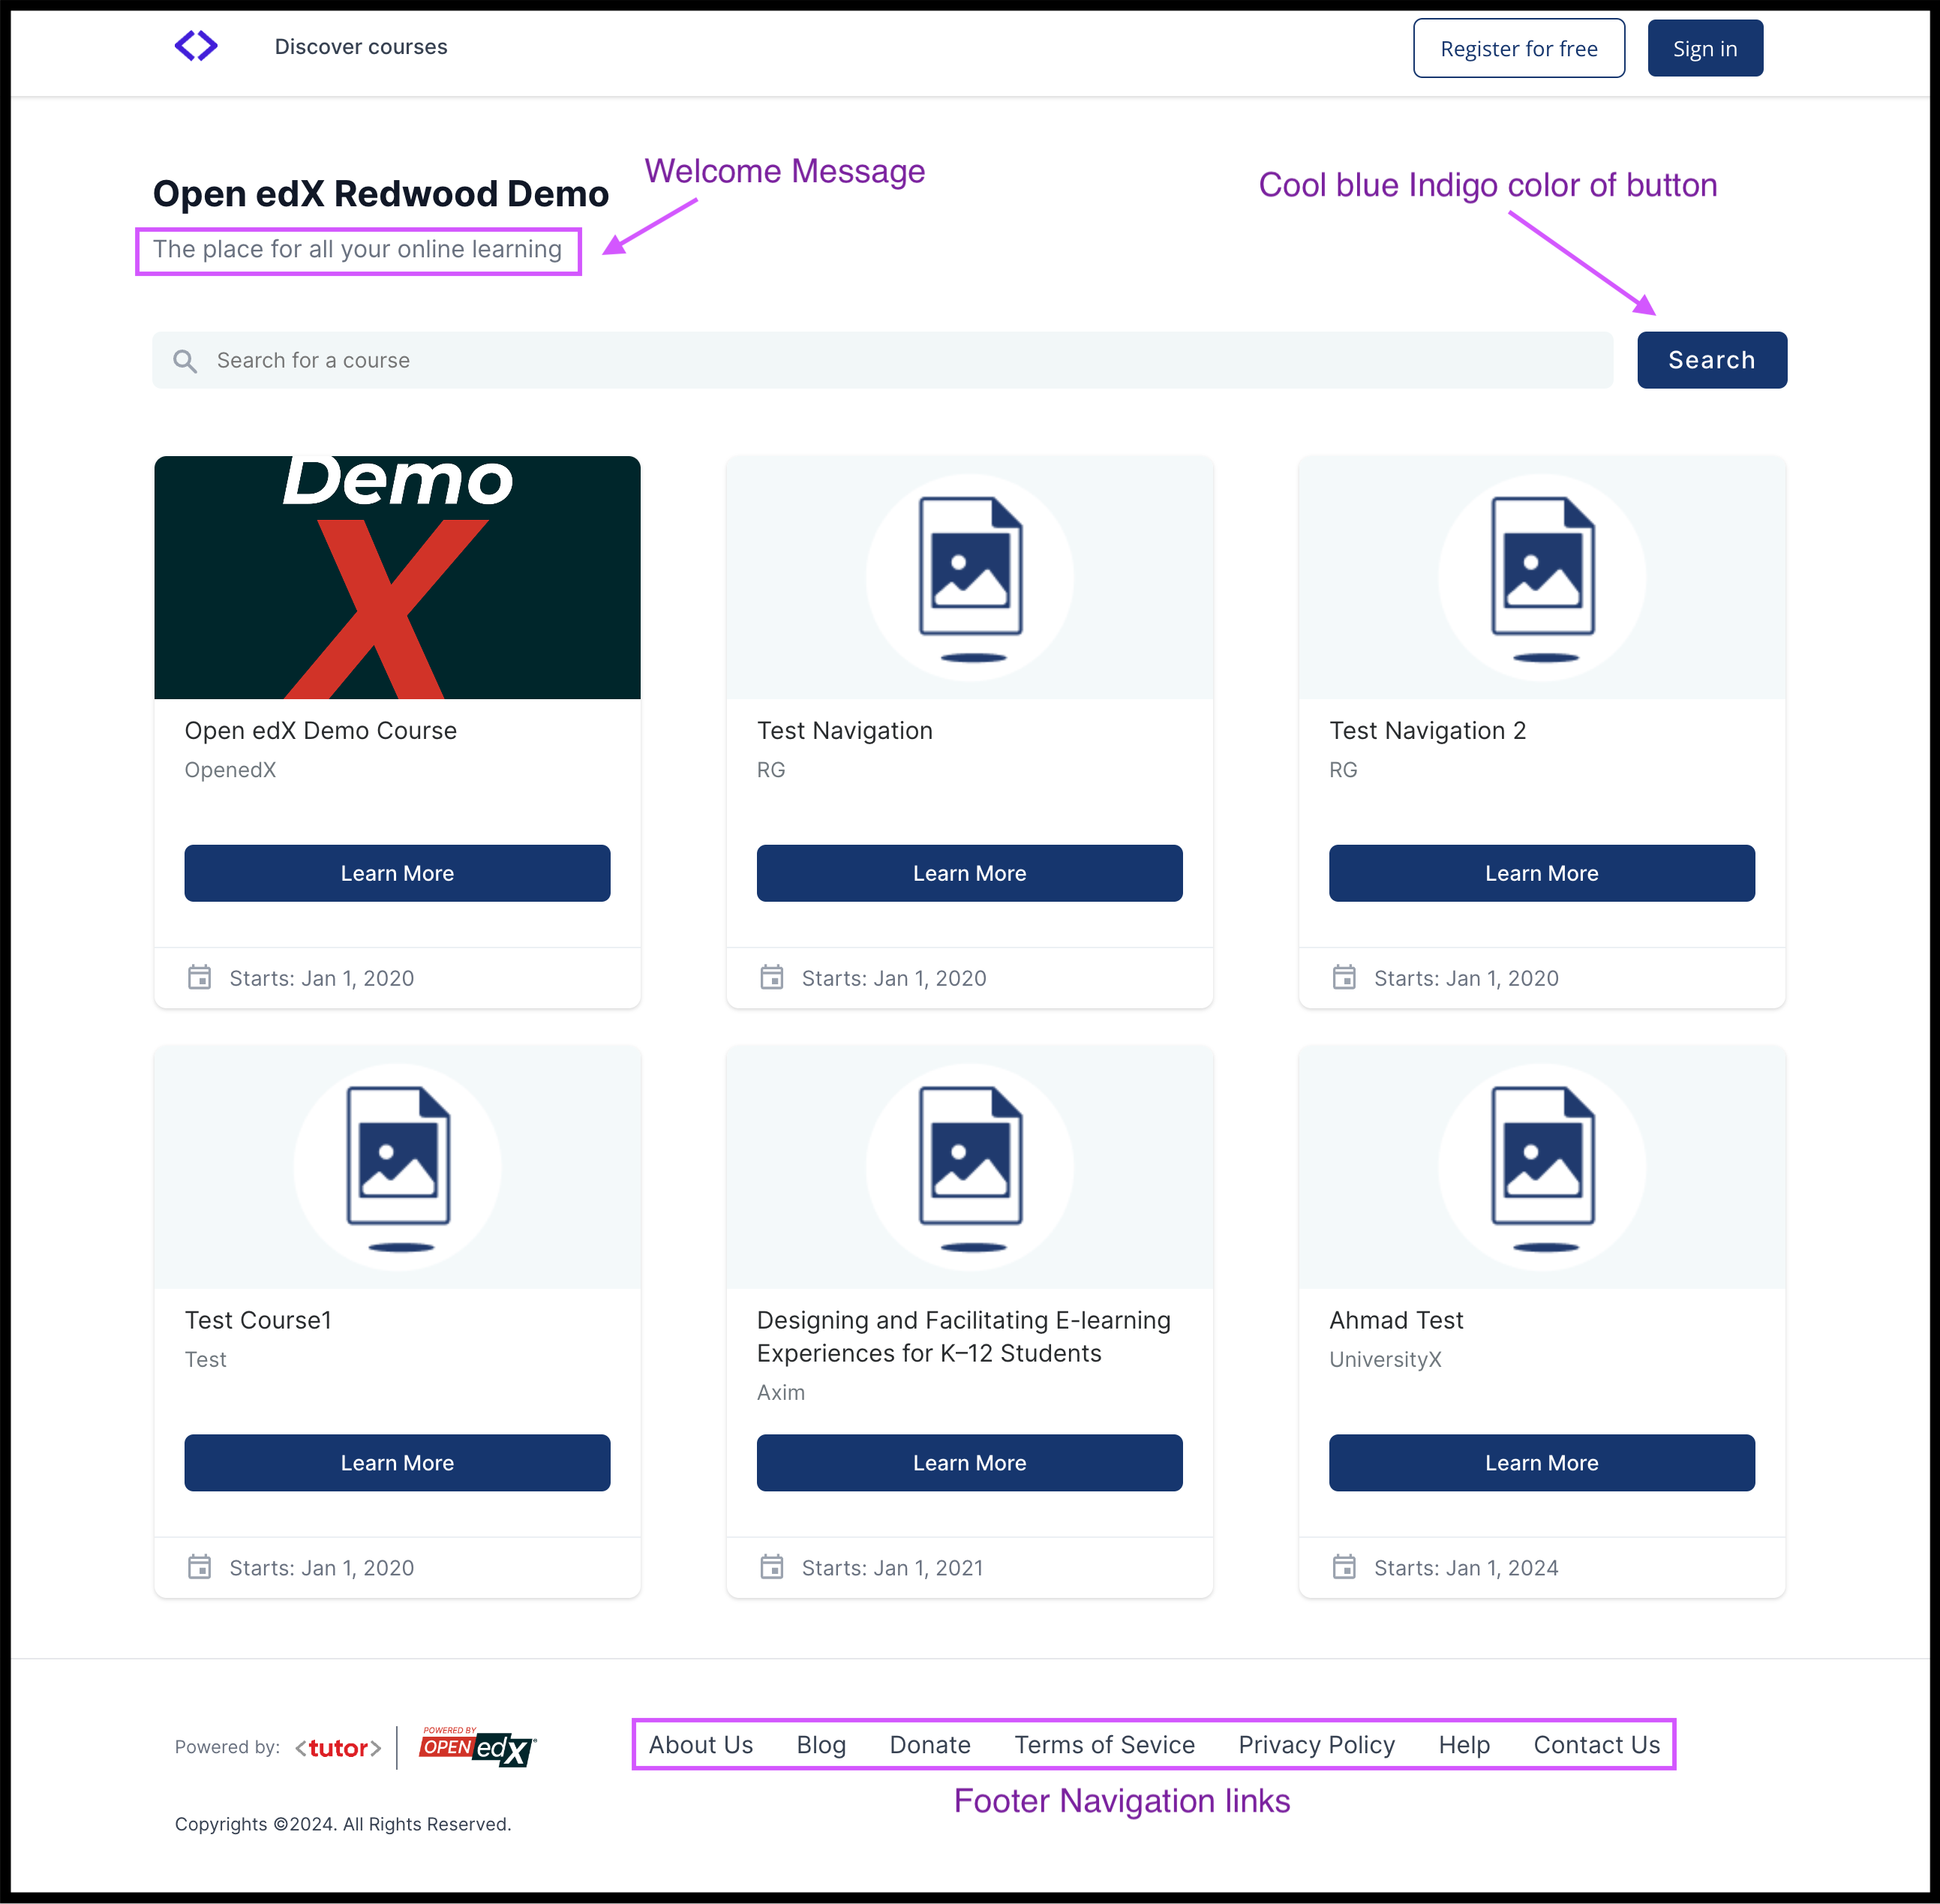 Discover courses
Register for free
Sign in
Welcome Message
Cool blue Indigo color of button
Open edX Redwood Demo
The place for all your online learning
Search for a course
Search
Demo
X
Open edX Demo Course
OpenedX
Learn More
Starts: Jan 1, 2020
Test Navigation
RG
Learn More
Starts: Jan 1, 2020
Test Navigation 2
RG
Learn More
Starts: Jan 1, 2020
Test Course1
Test
Learn More
Starts: Jan 1, 2020
Designing and Facilitating E-learning
Experiences for K–12 Students
Axim
Learn More
Starts: Jan 1, 2021
Ahmad Test
UniversityX
Learn More
Starts: Jan 1, 2024
Powered by: <tutor>
POWERED BY
OPEN edX
About Us Blog Donate Terms of Sevice Privacy Policy Help Contact Us
Footer Navigation links
Copyrights ©2024. All Rights Reserved.